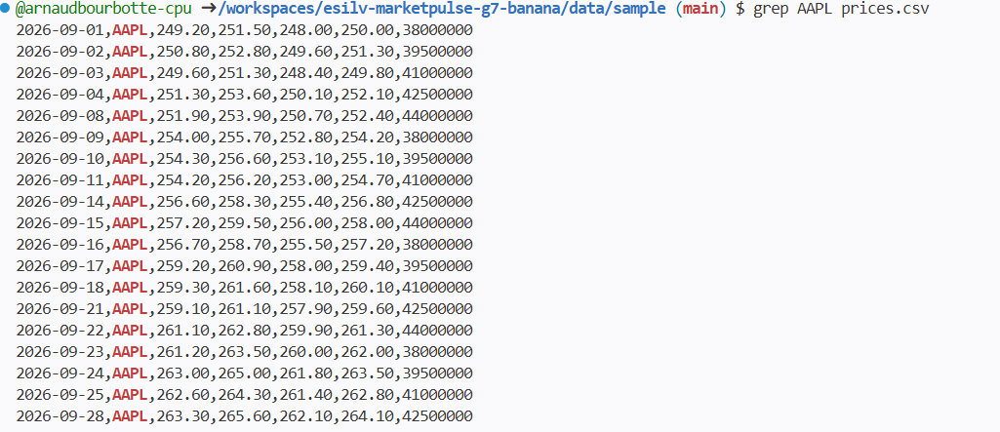 @arnaudbourbotte-cpu →/workspaces/esilv-marketpulse-g7-banana/data/sample (main) $ grep AAPL prices.csv
2026-09-01,AAPL,249.20,251.50,248.00,250.00,38000000
2026-09-02,AAPL,250.80,252.80,249.60,251.30,39500000
2026-09-03,AAPL,249.60,251.30,248.40,249.80,41000000
2026-09-04,AAPL,251.30,253.60,250.10,252.10,42500000
2026-09-08,AAPL,251.90,253.90,250.70,252.40,44000000
2026-09-09,AAPL,254.00,255.70,252.80,254.20,38000000
2026-09-10,AAPL,254.30,256.60,253.10,255.10,39500000
2026-09-11,AAPL,254.20,256.20,253.00,254.70,41000000
2026-09-14,AAPL,256.60,258.30,255.40,256.80,42500000
2026-09-15,AAPL,257.20,259.50,256.00,258.00,44000000
2026-09-16,AAPL,256.70,258.70,255.50,257.20,38000000
2026-09-17,AAPL,259.20,260.90,258.00,259.40,39500000
2026-09-18,AAPL,259.30,261.60,258.10,260.10,41000000
2026-09-21,AAPL,259.10,261.10,257.90,259.60,42500000
2026-09-22,AAPL,261.10,262.80,259.90,261.30,44000000
2026-09-23,AAPL,261.20,263.50,260.00,262.00,38000000
2026-09-24,AAPL,263.00,265.00,261.80,263.50,39500000
2026-09-25,AAPL,262.60,264.30,261.40,262.80,41000000
2026-09-28,AAPL,263.30,265.60,262.10,264.10,42500000